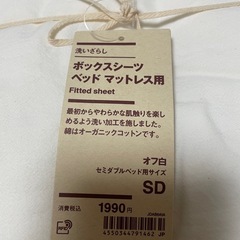 洗いざらし
ボックスシーツ
ベッド マットレス用
Fitted sheet
最初からやわらかな肌触りを楽し
めるよう洗い加工を施しました。
綿はオーガニックコットンです。
オフ白
セミダブルベッド用サイズ
SD
消費税込 1990円
RFID
4550344791462 JP